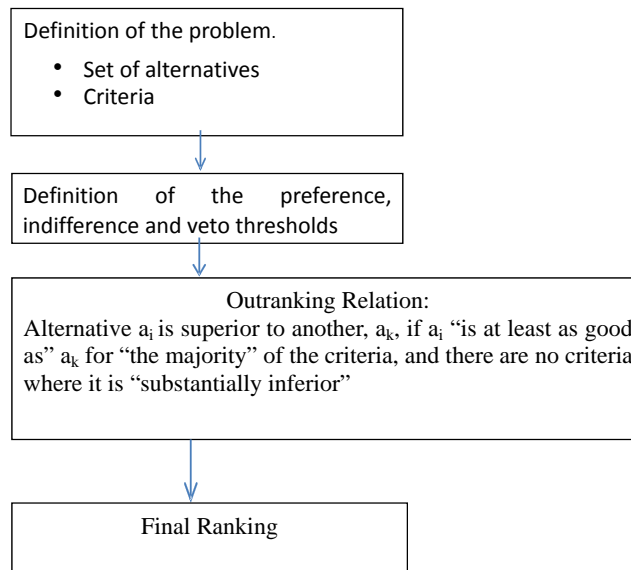 Definition of the problem.
• Set of alternatives
• Criteria
Definition of the preference,
indifference and veto thresholds
Outranking Relation:
Alternative ai is superior to another, ak, if ai “is at least as good
as” ak for “the majority” of the criteria, and there are no criteria
where it is “substantially inferior”
Final Ranking